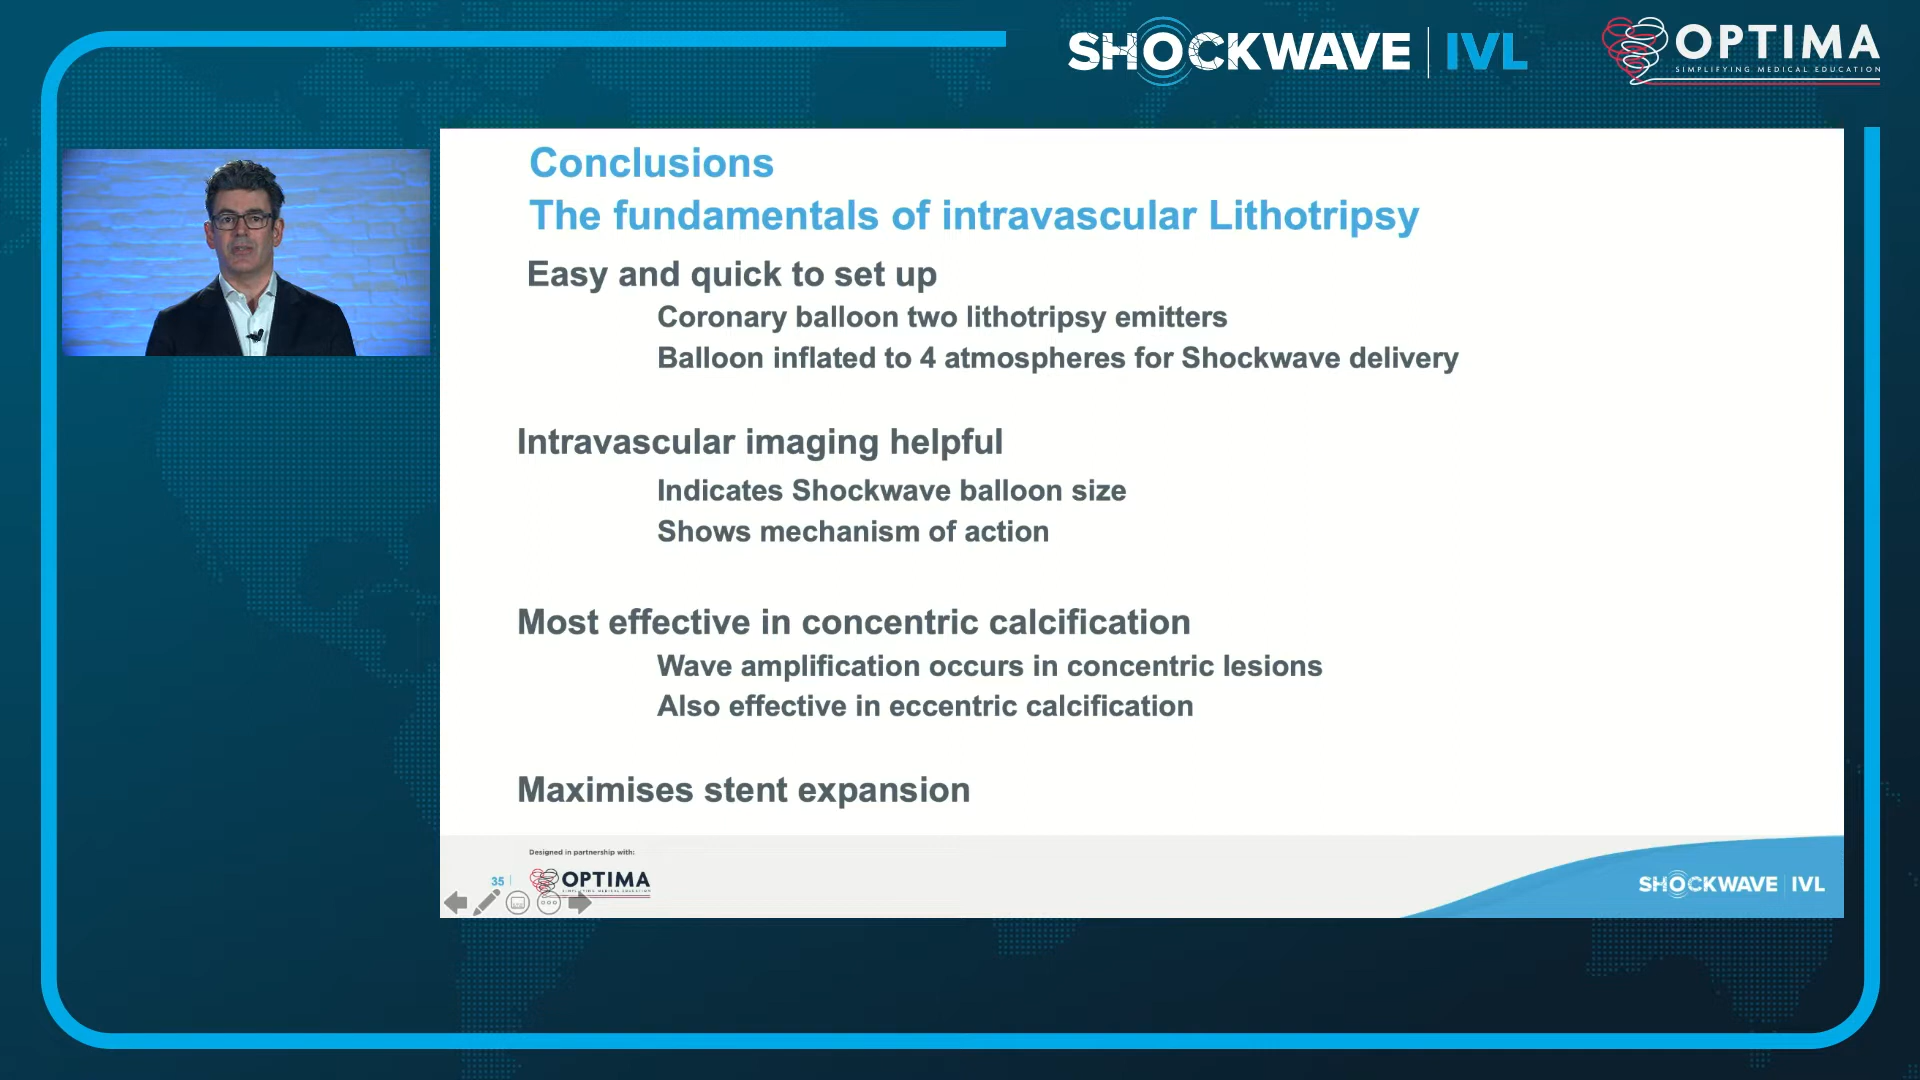 SHOCKWAVE IVL
OPTIMA
SIMPLIFYING MEDICAL EDUCATION
Conclusions
The fundamentals of intravascular Lithotripsy
Easy and quick to set up
Coronary balloon two lithotripsy emitters
Balloon inflated to 4 atmospheres for Shockwave delivery
Intravascular imaging helpful
Indicates Shockwave balloon size
Shows mechanism of action
Most effective in concentric calcification
Wave amplification occurs in concentric lesions
Also effective in eccentric calcification
Maximises stent expansion
Designed in partnership with:
35
OPTIMA
SIMPLIFYING MEDICAL EDUCATION
SHOCKWAVE IVL